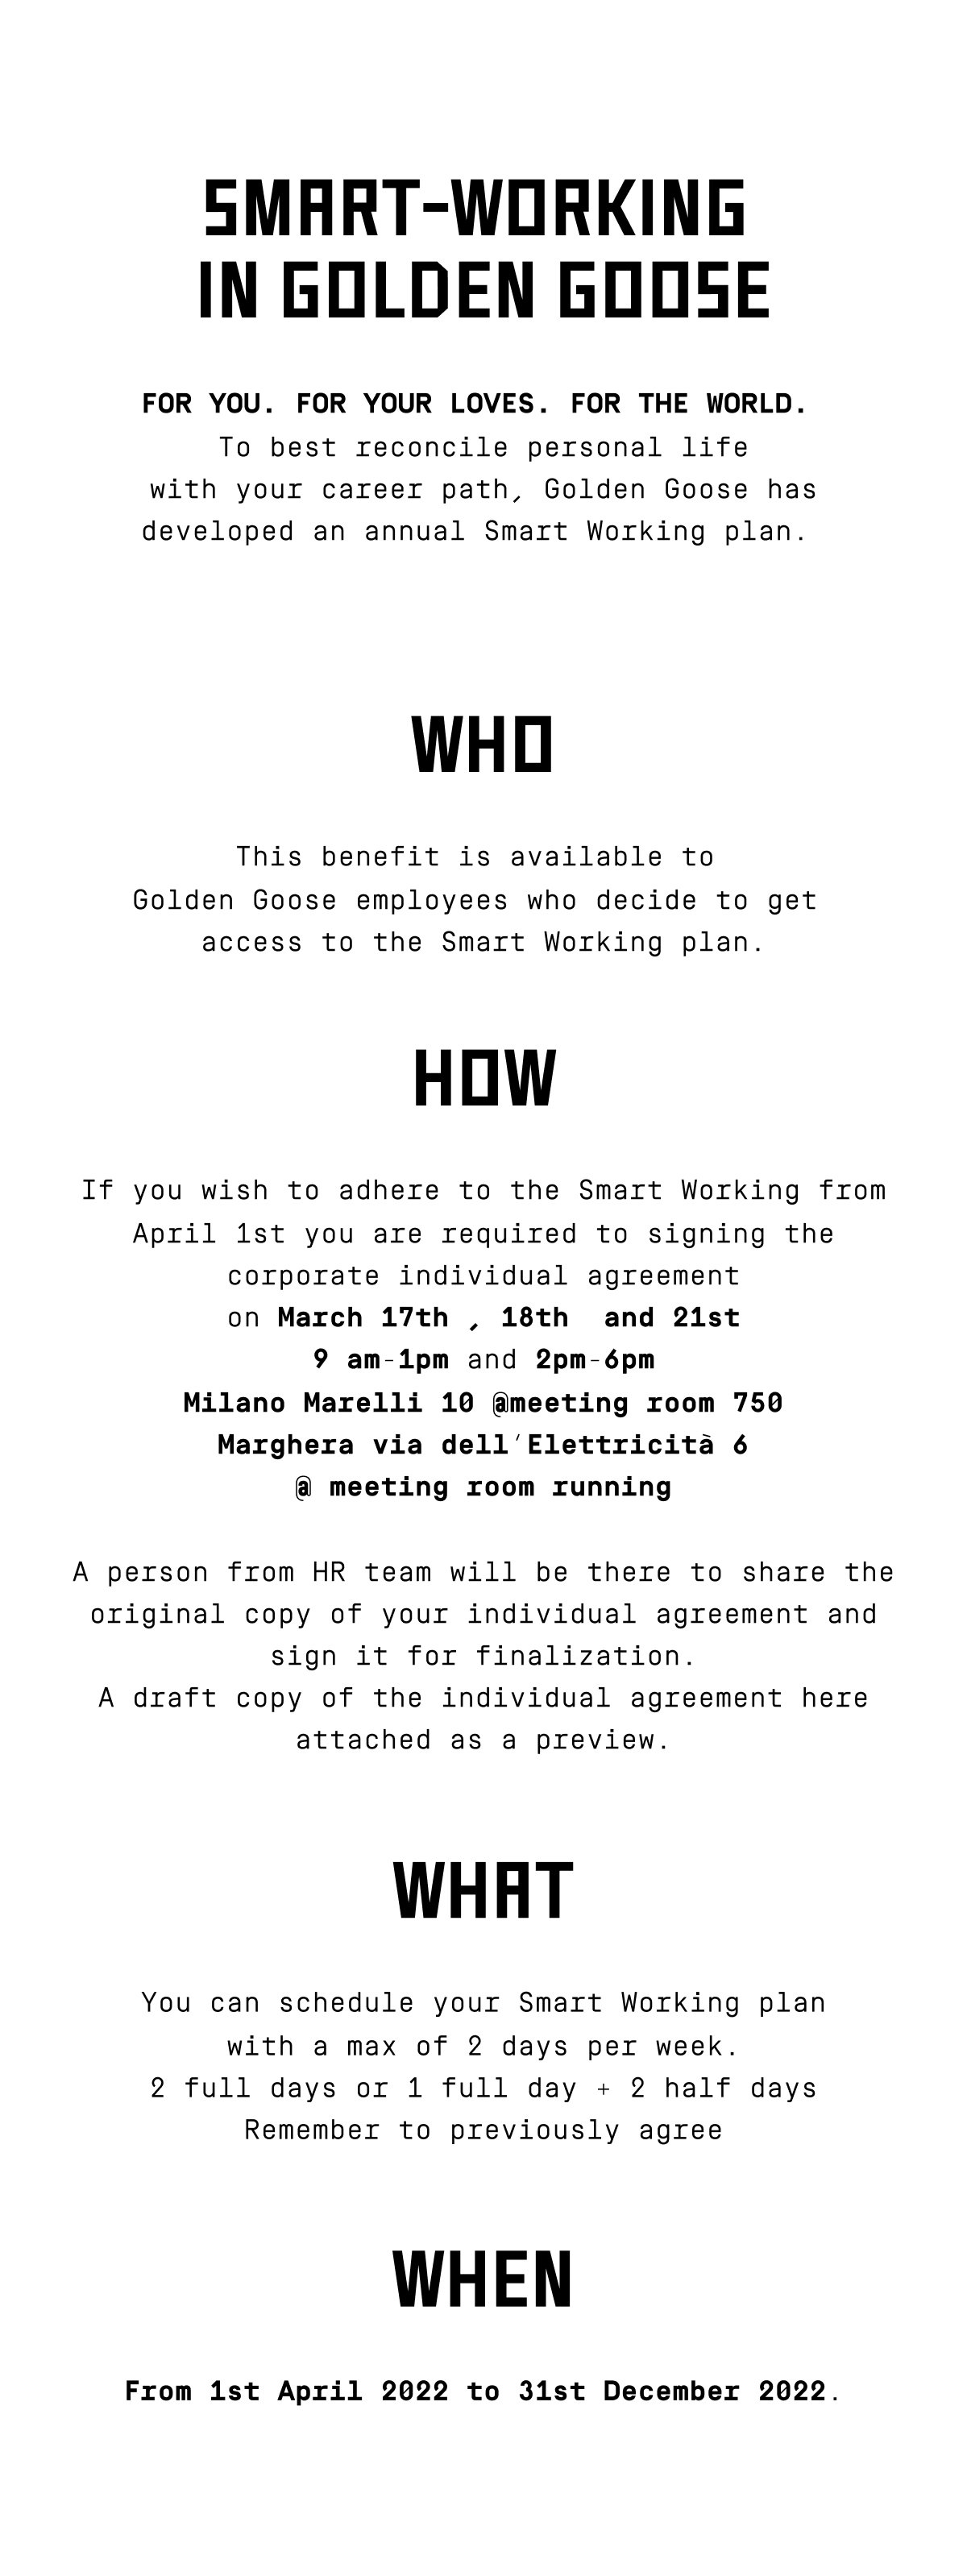 SMART-WORKING
IN GOLDEN GOOSE
FOR YOU. FOR YOUR LOVES. FOR THE WORLD.
To best reconcile personal life
with your career path, Golden Goose has
developed an annual Smart Working plan.
WHO
This benefit is available to
Golden Goose employees who decide to get
access to the Smart Working plan.
HOW
If you wish to adhere to the Smart Working from
April 1st you are required to signing the
corporate individual agreement
on March 17th , 18th  and 21st
9 am-1pm and 2pm-6pm
Milano Marelli 10 @meeting room 750
Marghera via dell'Elettricità 6
@ meeting room running
A person from HR team will be there to share the
original copy of your individual agreement and
sign it for finalization.
A draft copy of the individual agreement here
attached as a preview.
WHAT
You can schedule your Smart Working plan
with a max of 2 days per week.
2 full days or 1 full day + 2 half days
Remember to previously agree
WHEN
From 1st April 2022 to 31st December 2022.